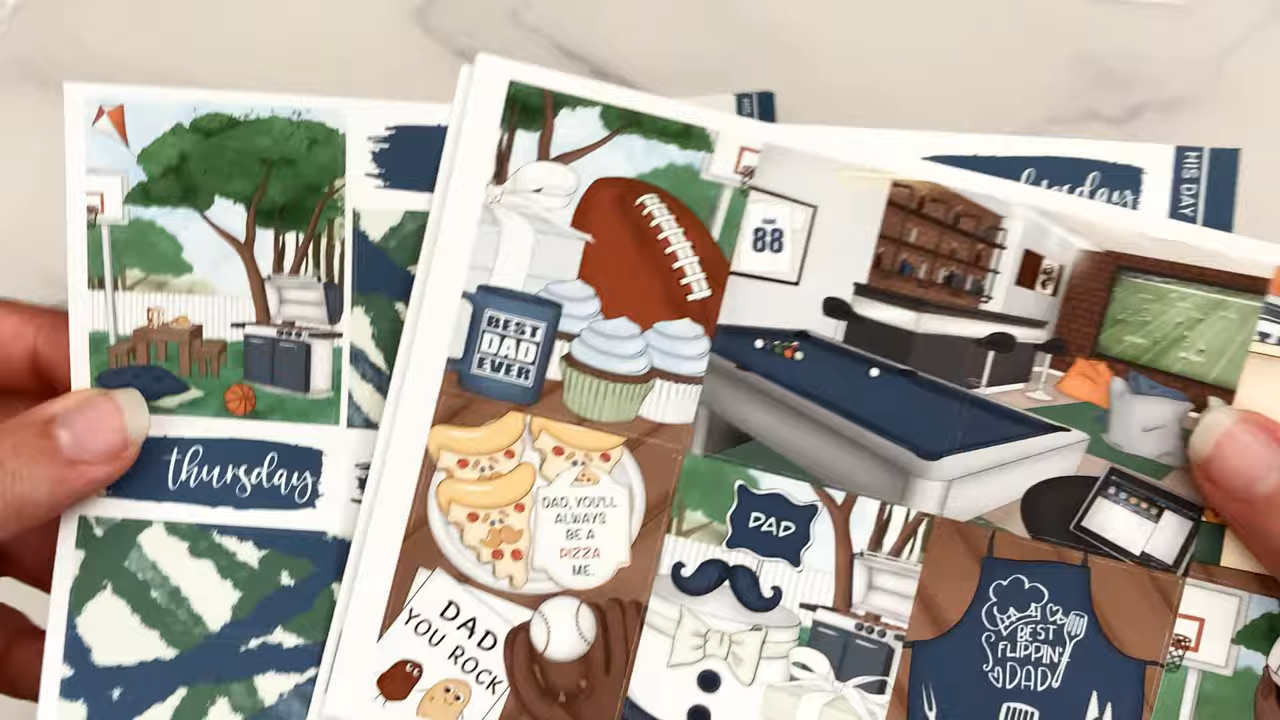 thursday
BEST
DAD
EVER
DAD, YOU'LL
ALWAYS
BE A
PIZZA
ME.
DAD
YOU ROCK
88
DAD
BEST
FLIPPIN'
DAD
HIS DAY